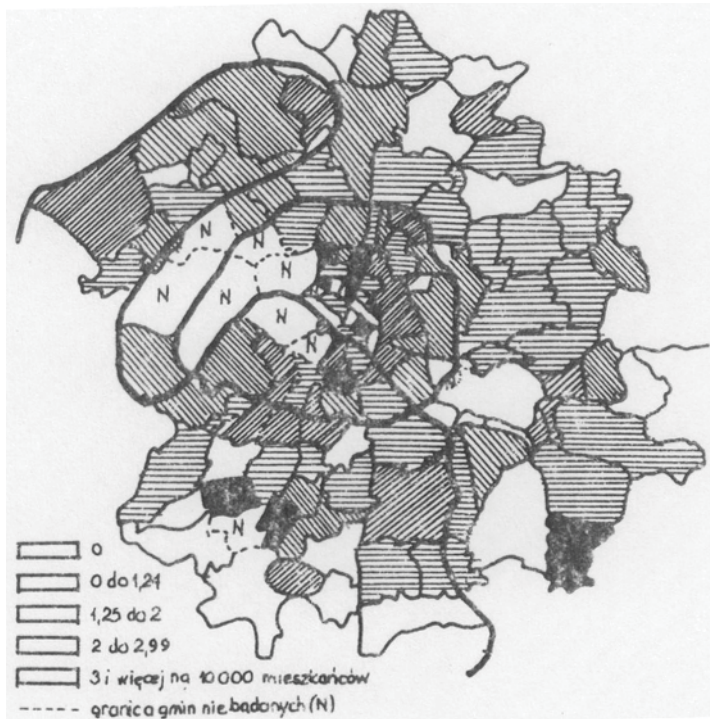 N
N
N
N
N
N
N
N
0
0 do 1,24
1,25 do 2
2 do 2,99
3 i więcej na 10 000 mieszkańców
granica gmin nie badanych (N)